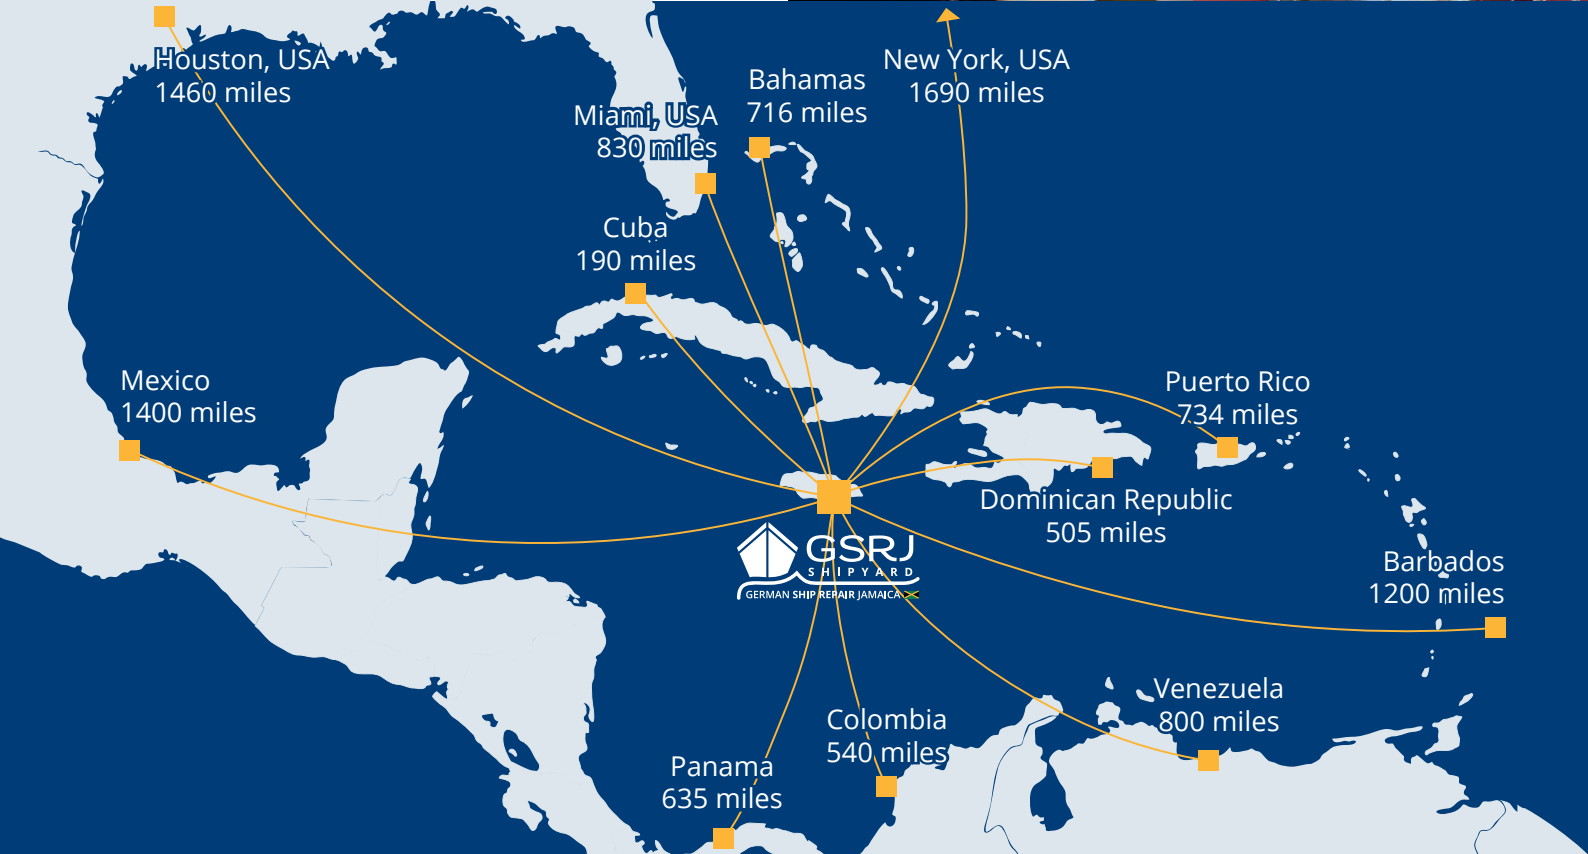 Houston, USA
1460 miles
New York, USA
1690 miles
Bahamas
716 miles
Miami, USA
830 miles
Cuba
190 miles
Mexico
1400 miles
Puerto Rico
734 miles
Dominican Republic
505 miles
GSRJ
SHIPYARD
GERMAN SHIP REPAIR JAMAICA
Barbados
1200 miles
Venezuela
800 miles
Colombia
540 miles
Panama
635 miles